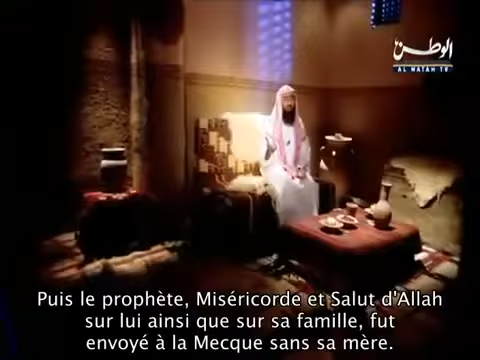 الوطن
AL WATAN TV
Puis le prophète, Miséricorde et Salut d'Allah
sur lui ainsi que sur sa famille, fut
envoyé à la Mecque sans sa mère.